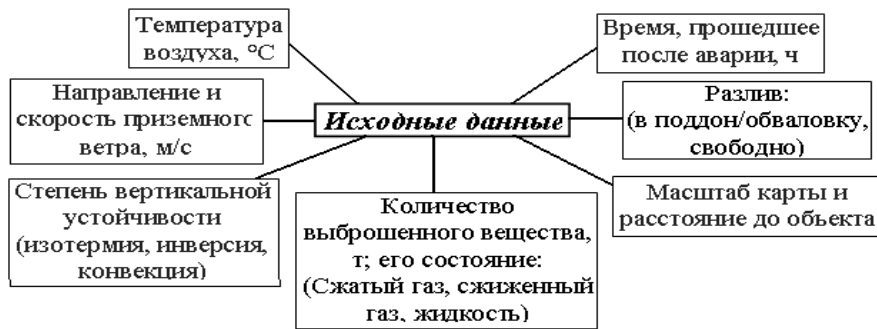 Температура
воздуха, °С
Время, прошедшее
после аварии, ч
Направление и
скорость приземного
ветра, м/с
Исходные данные
Разлив:
(в поддон/обваловку,
свободно)
Степень вертикальной
устойчивости
(изотермия, инверсия,
конвекция)
Количество
выброшенного вещества,
т; его состояние:
(Сжатый газ, сжиженный
газ, жидкость)
Масштаб карты и
расстояние до объекта